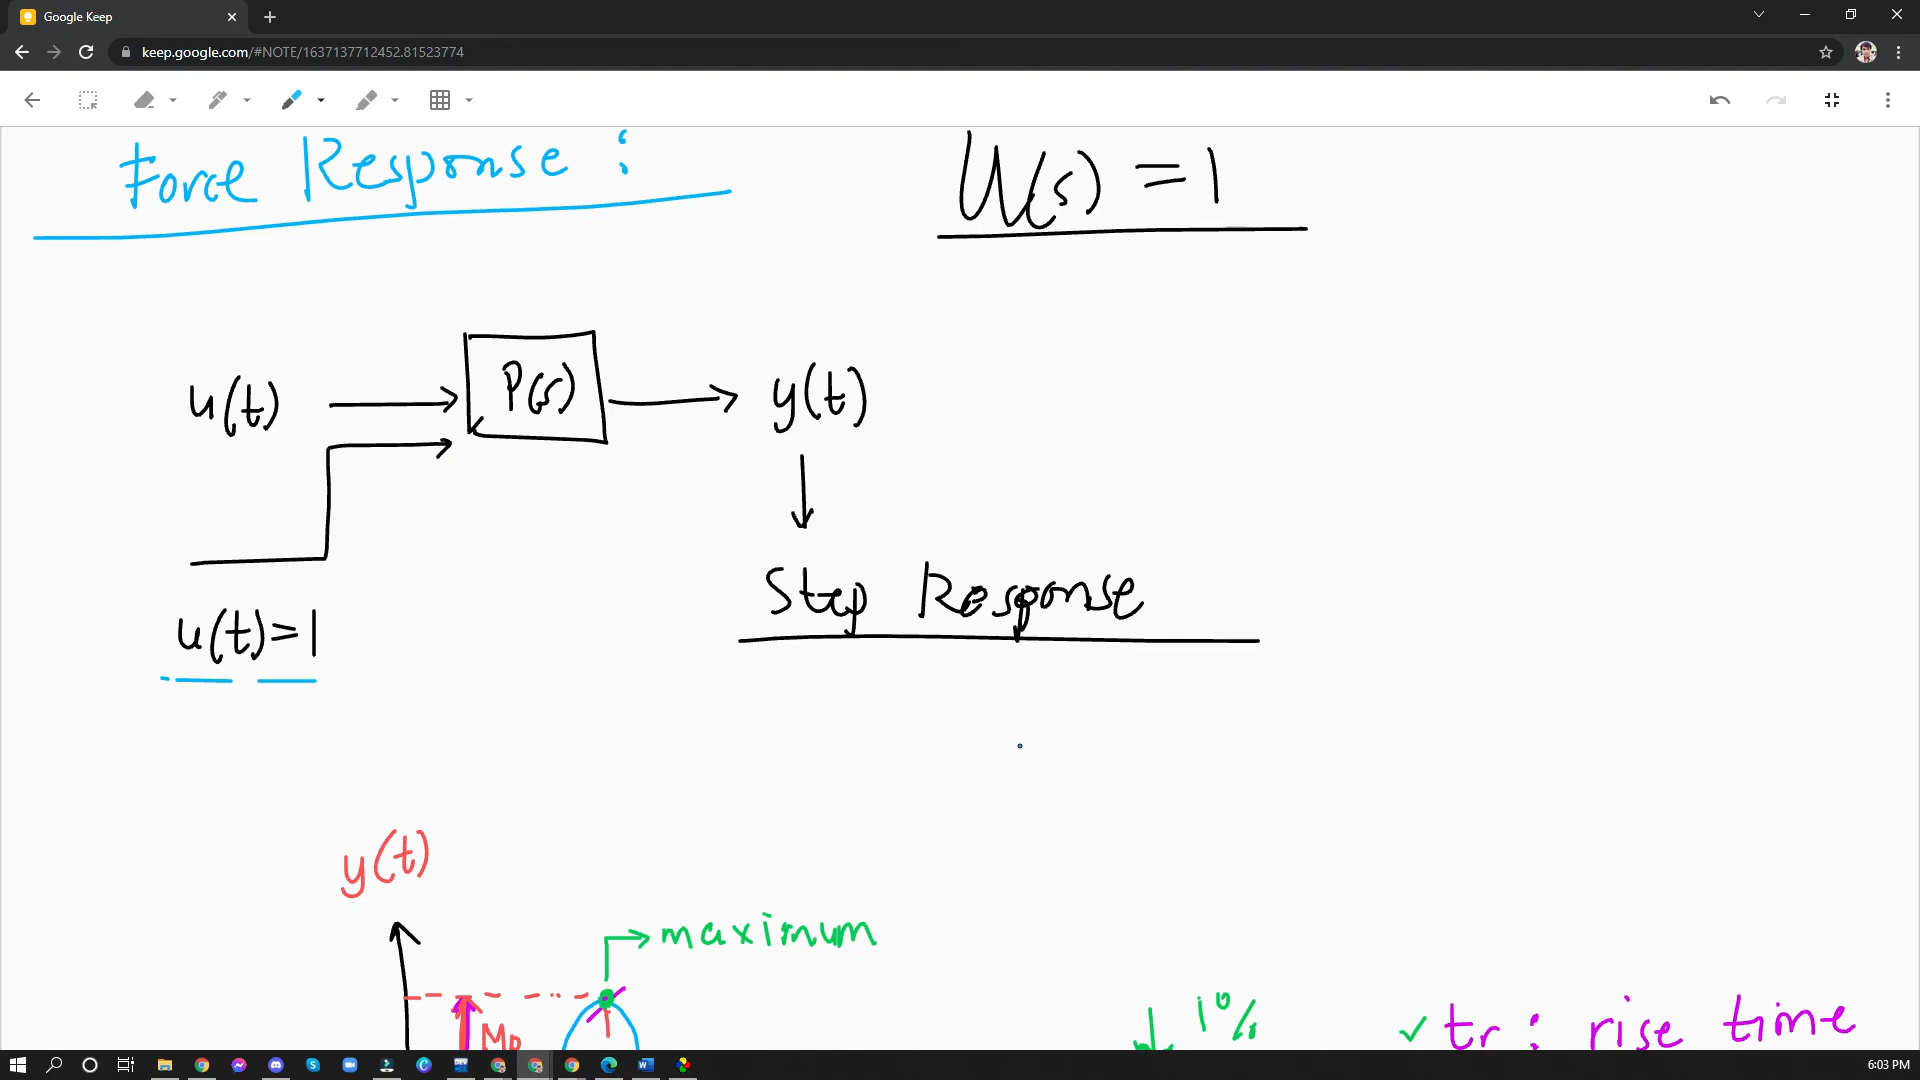 Google Keep
keep.google.com/#NOTE/1637137712452.81523774
Force Response :
U(s) = 1
u(t)
P(s)
y(t)
Step Response
u(t)=1
y(t)
maximum
Mp
1%
✓ tr : rise time
6:03 PM